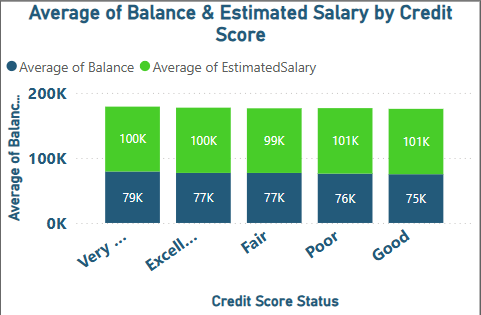 Average of Balance & Estimated Salary by Credit
Score
Average of Balance Average of EstimatedSalary
Average of Balanc...
200K
100K
0K
100K 100K 99K 101K 101K
79K 77K 77K 76K 75K
Very ... Excell... Fair Poor Good
Credit Score Status